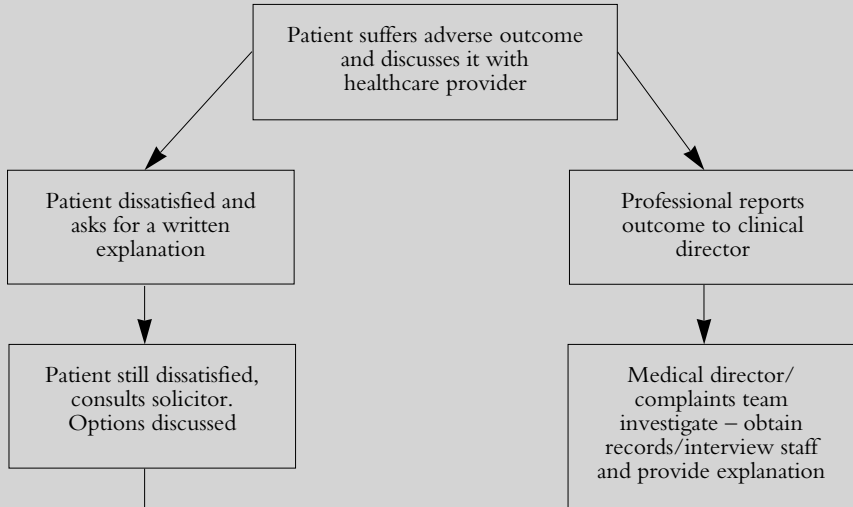 Patient suffers adverse outcome
and discusses it with
healthcare provider
Patient dissatisfied and
asks for a written
explanation
Professional reports
outcome to clinical
director
Patient still dissatisfied,
consults solicitor.
Options discussed
Medical director/
complaints team
investigate – obtain
records/interview staff
and provide explanation